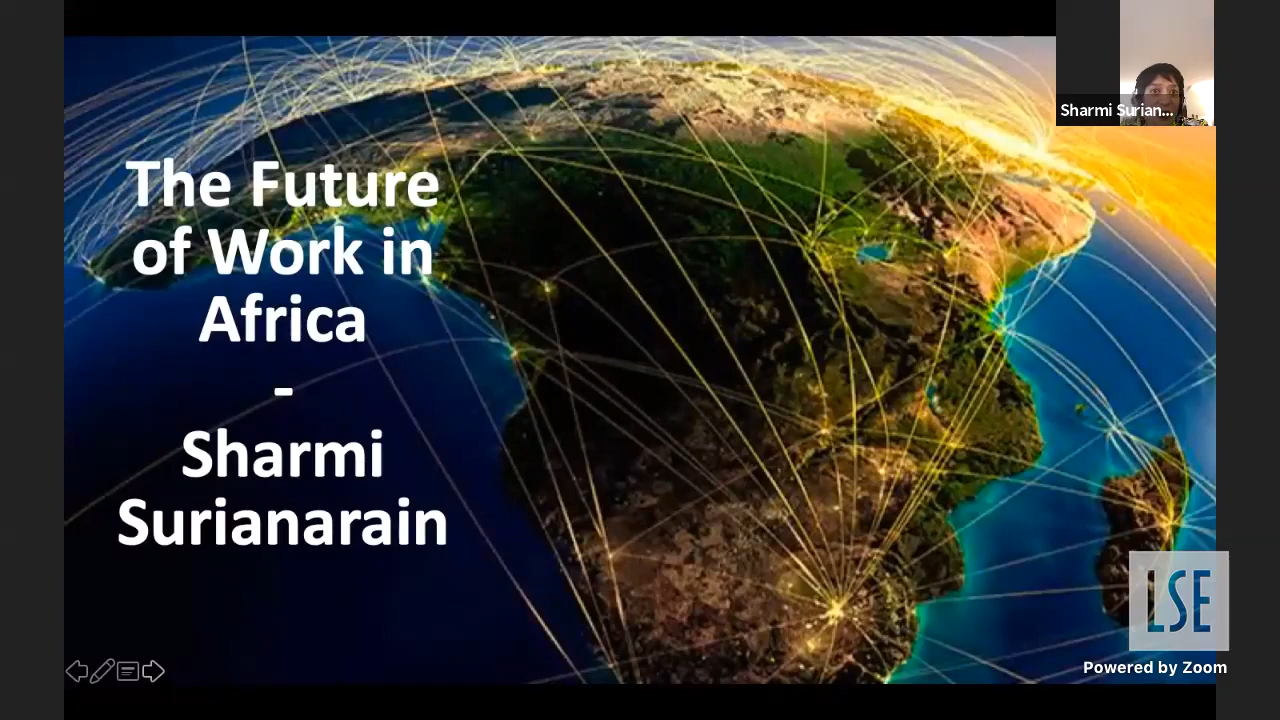 Sharmi Surian...
The Future
of Work in
Africa
-
Sharmi
Surianarain
LSE
Powered by Zoom